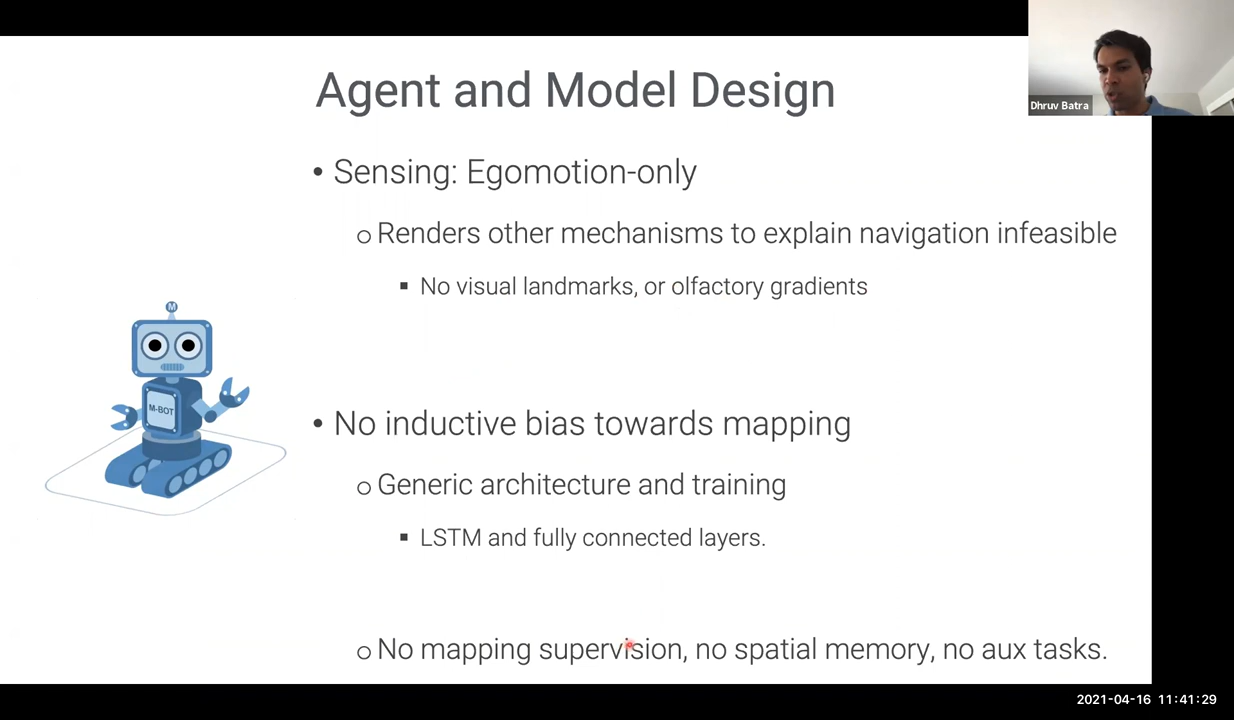 Agent and Model Design
Dhruv Batra
• Sensing: Egomotion-only
o Renders other mechanisms to explain navigation infeasible
▪ No visual landmarks, or olfactory gradients
M
M-BOT
• No inductive bias towards mapping
o Generic architecture and training
▪ LSTM and fully connected layers.
o No mapping supervision, no spatial memory, no aux tasks.
2021-04-16 11:41:29